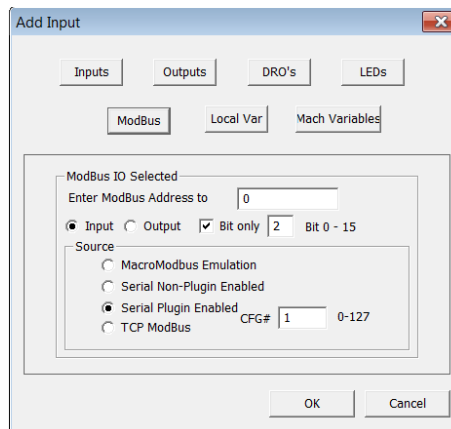 Add Input
Inputs Outputs DRO's LEDs
ModBus Local Var Mach Variables
ModBus IO Selected
Enter ModBus Address to 0
Input Output Bit only 2 Bit 0 - 15
Source
MacroModbus Emulation
Serial Non-Plugin Enabled
Serial Plugin Enabled CFG# 1 0-127
TCP ModBus
OK Cancel